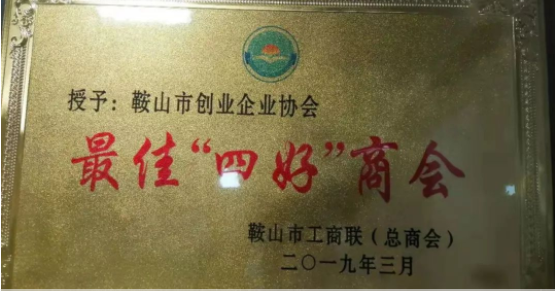 授予：鞍山市创业企业协会
最佳“四好”商会
鞍山市工商联（总商会）
二〇一九年三月